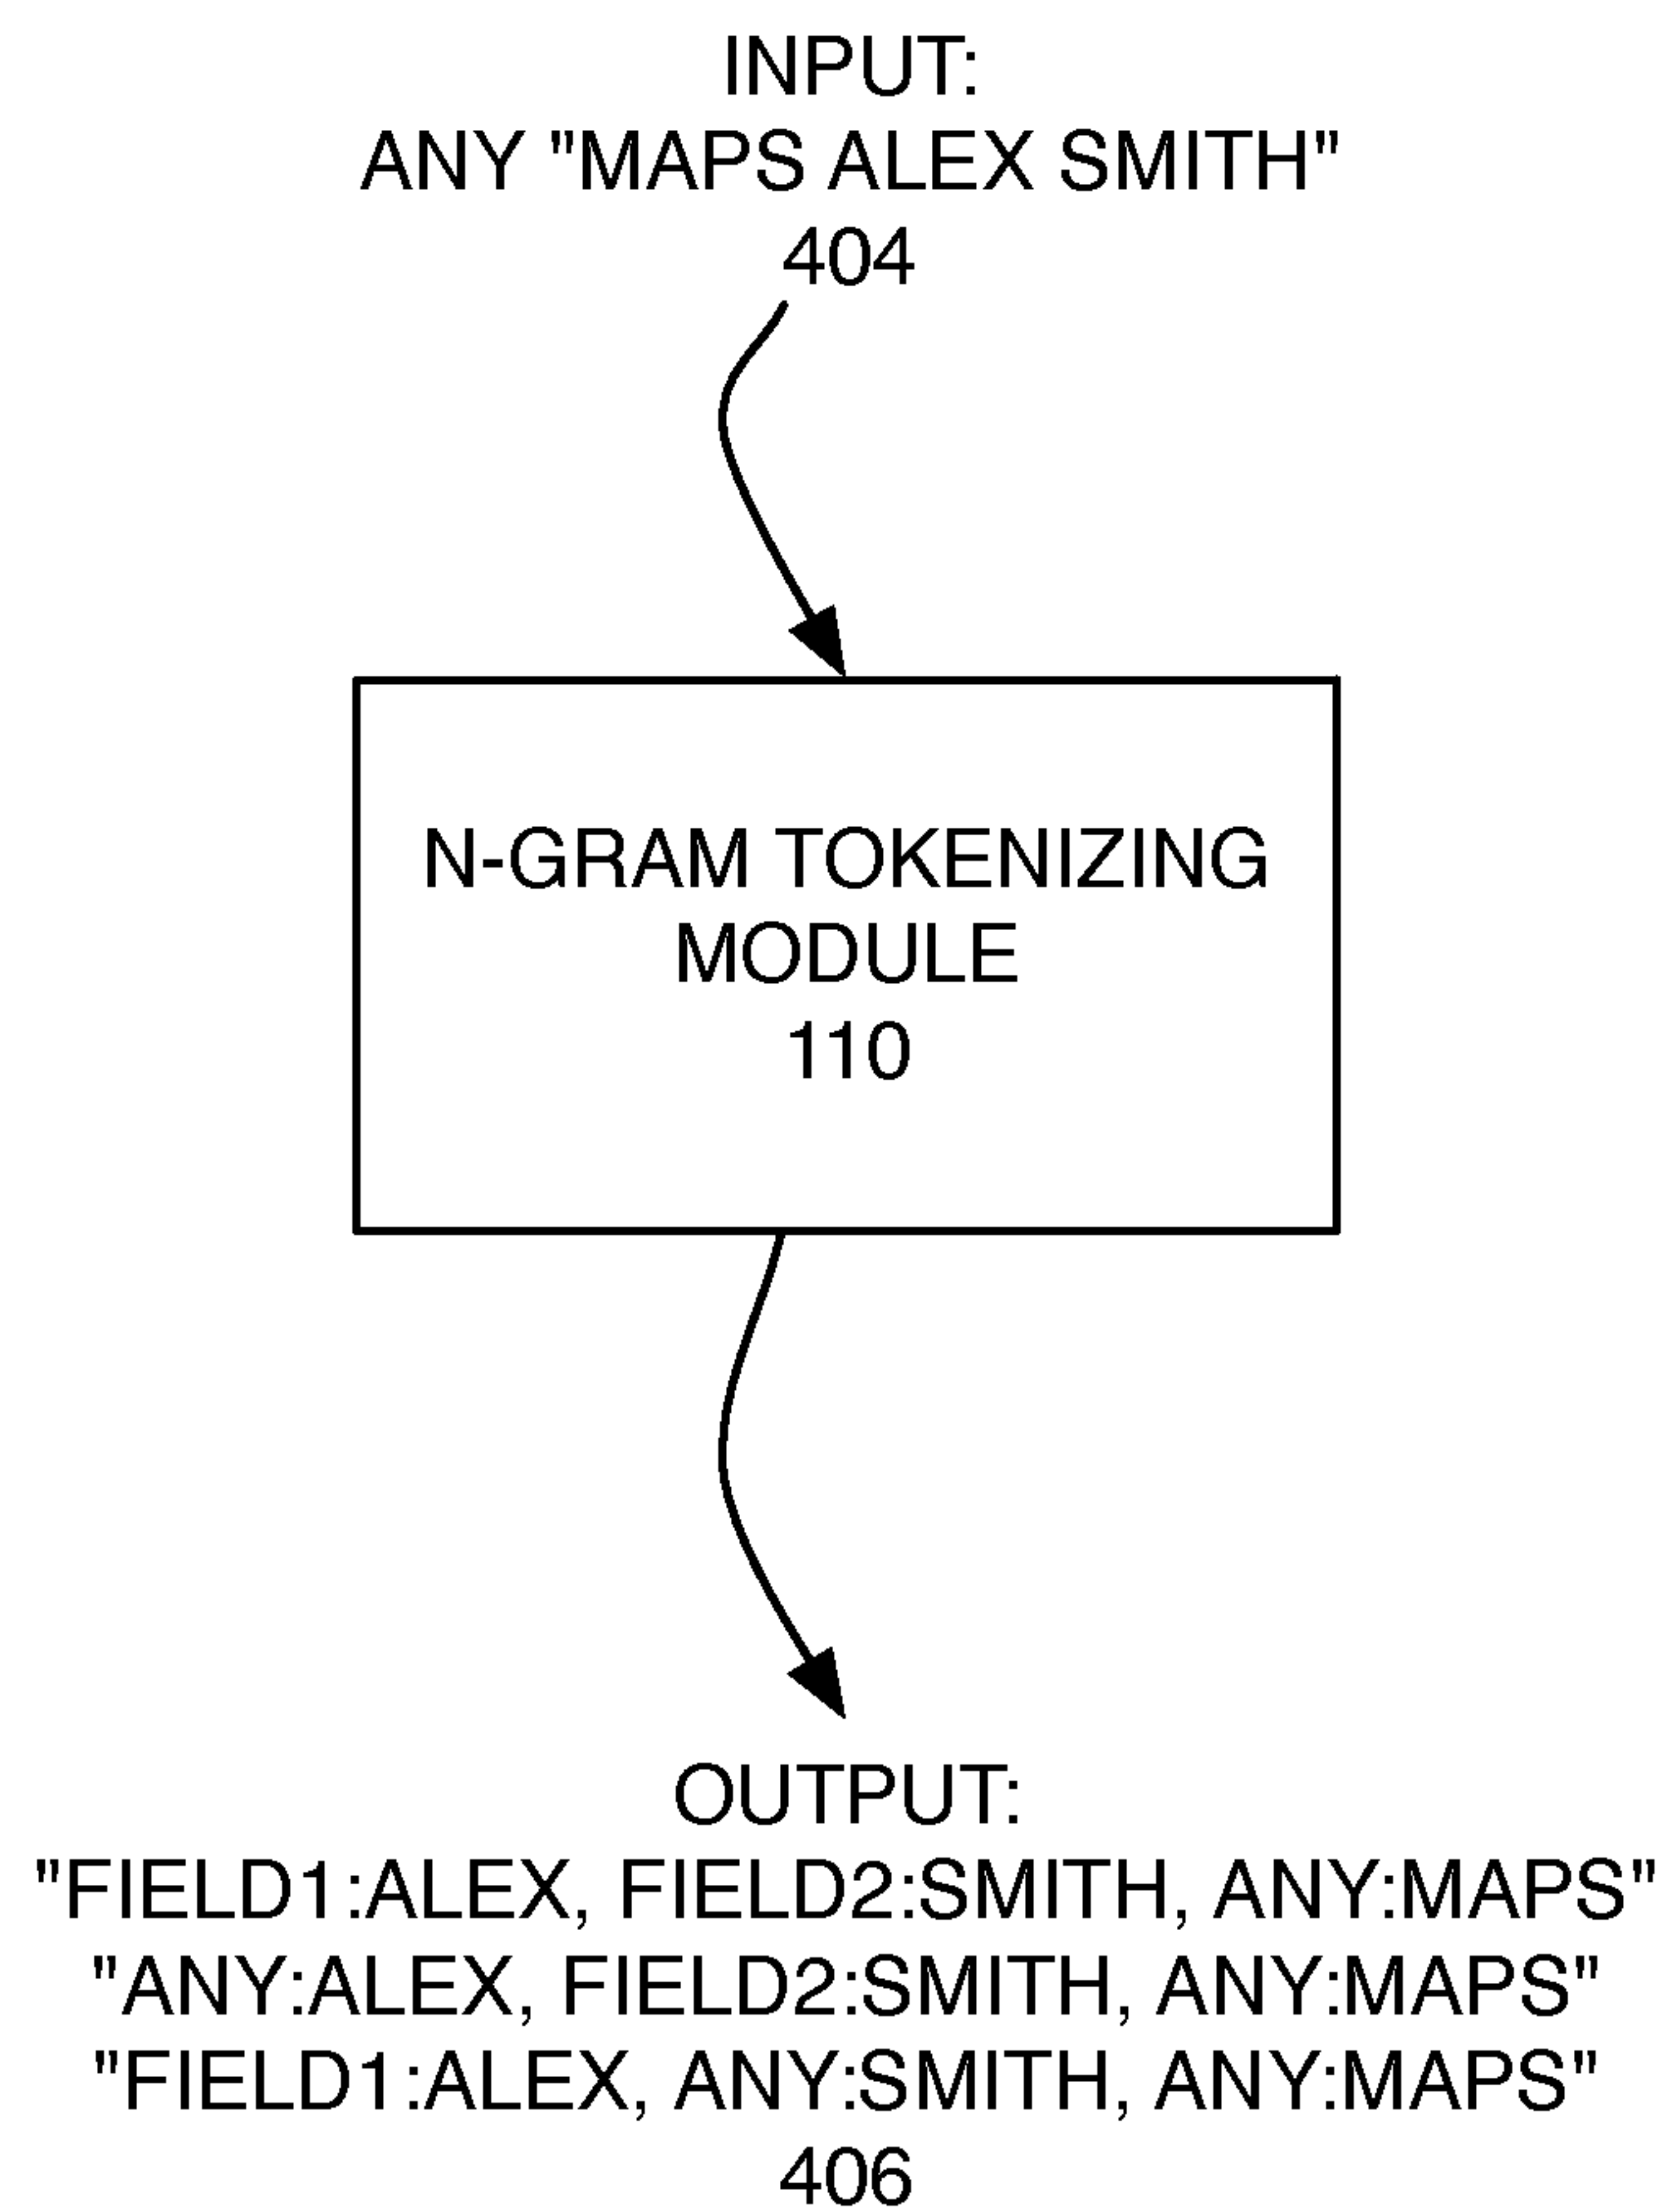 INPUT:
ANY "MAPS ALEX SMITH"
404
N-GRAM TOKENIZING
MODULE
110
OUTPUT:
"FIELD1:ALEX, FIELD2:SMITH, ANY:MAPS"
"ANY:ALEX, FIELD2:SMITH, ANY:MAPS"
"FIELD1:ALEX, ANY:SMITH, ANY:MAPS"
406